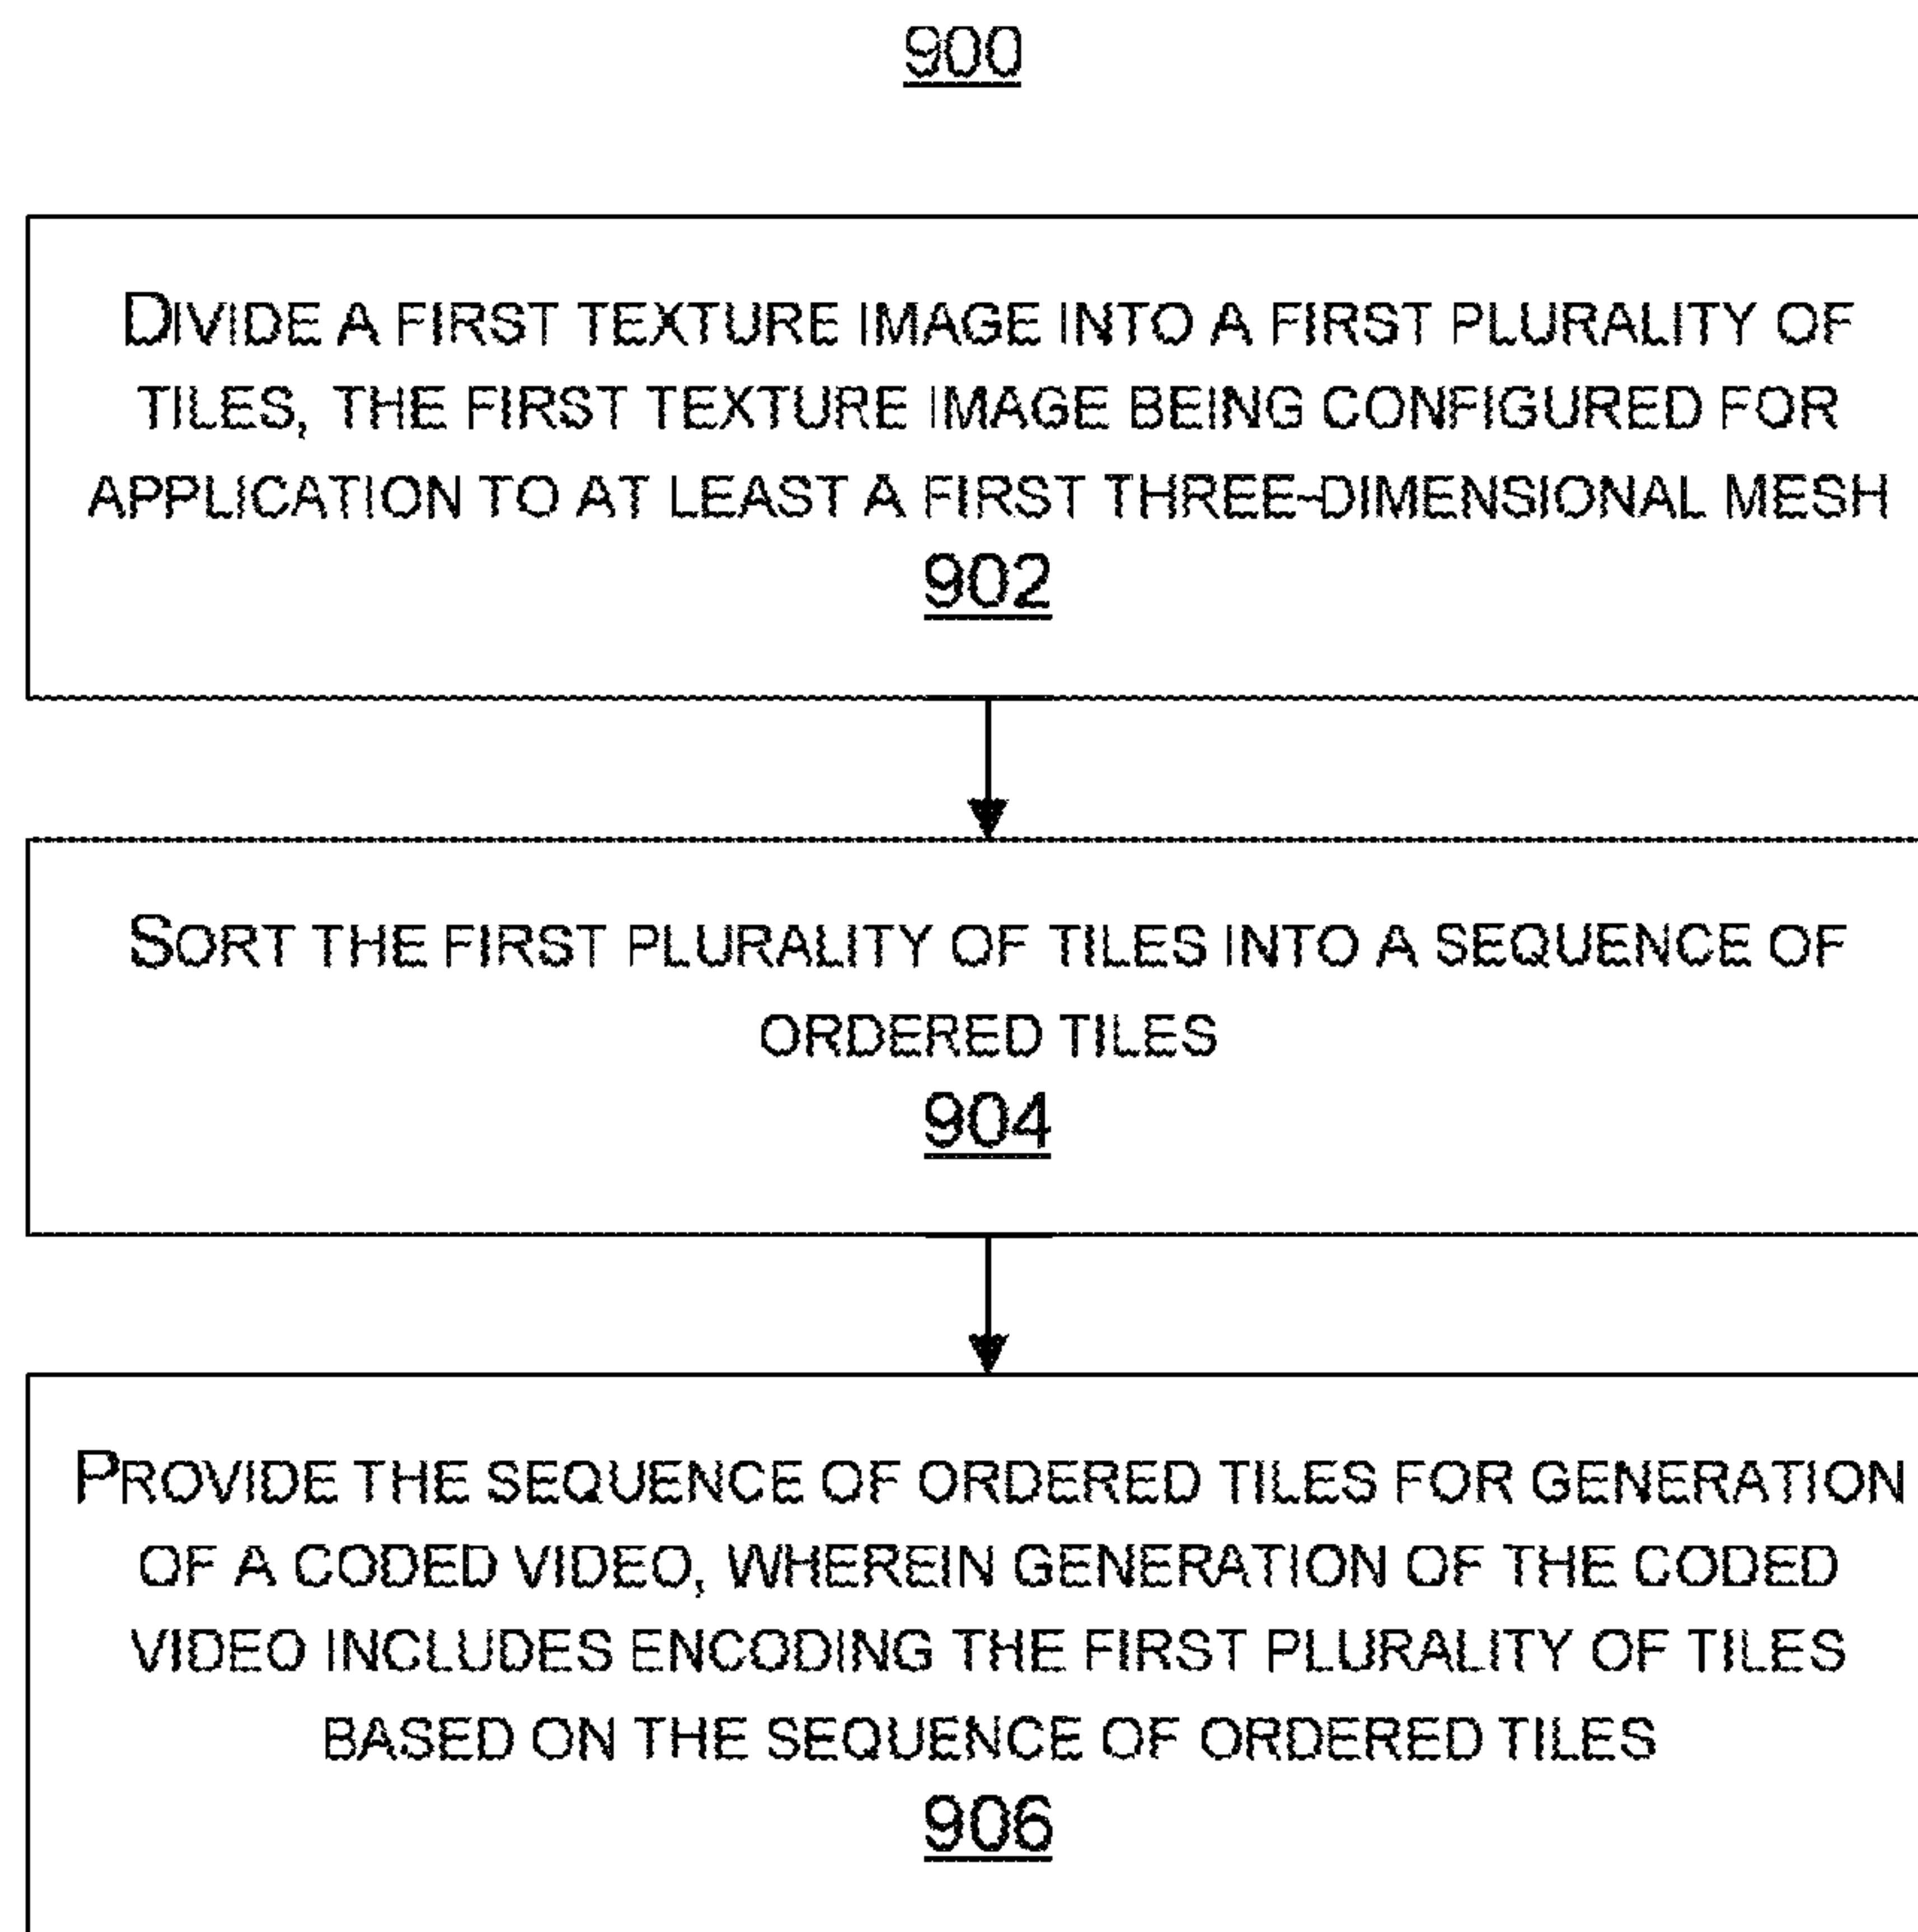 900
DIVIDE A FIRST TEXTURE IMAGE INTO A FIRST PLURALITY OF
TILES, THE FIRST TEXTURE IMAGE BEING CONFIGURED FOR
APPLICATION TO AT LEAST A FIRST THREE-DIMENSIONAL MESH
902
SORT THE FIRST PLURALITY OF TILES INTO A SEQUENCE OF
ORDERED TILES
904
PROVIDE THE SEQUENCE OF ORDERED TILES FOR GENERATION
OF A CODED VIDEO, WHEREIN GENERATION OF THE CODED
VIDEO INCLUDES ENCODING THE FIRST PLURALITY OF TILES
BASED ON THE SEQUENCE OF ORDERED TILES
906